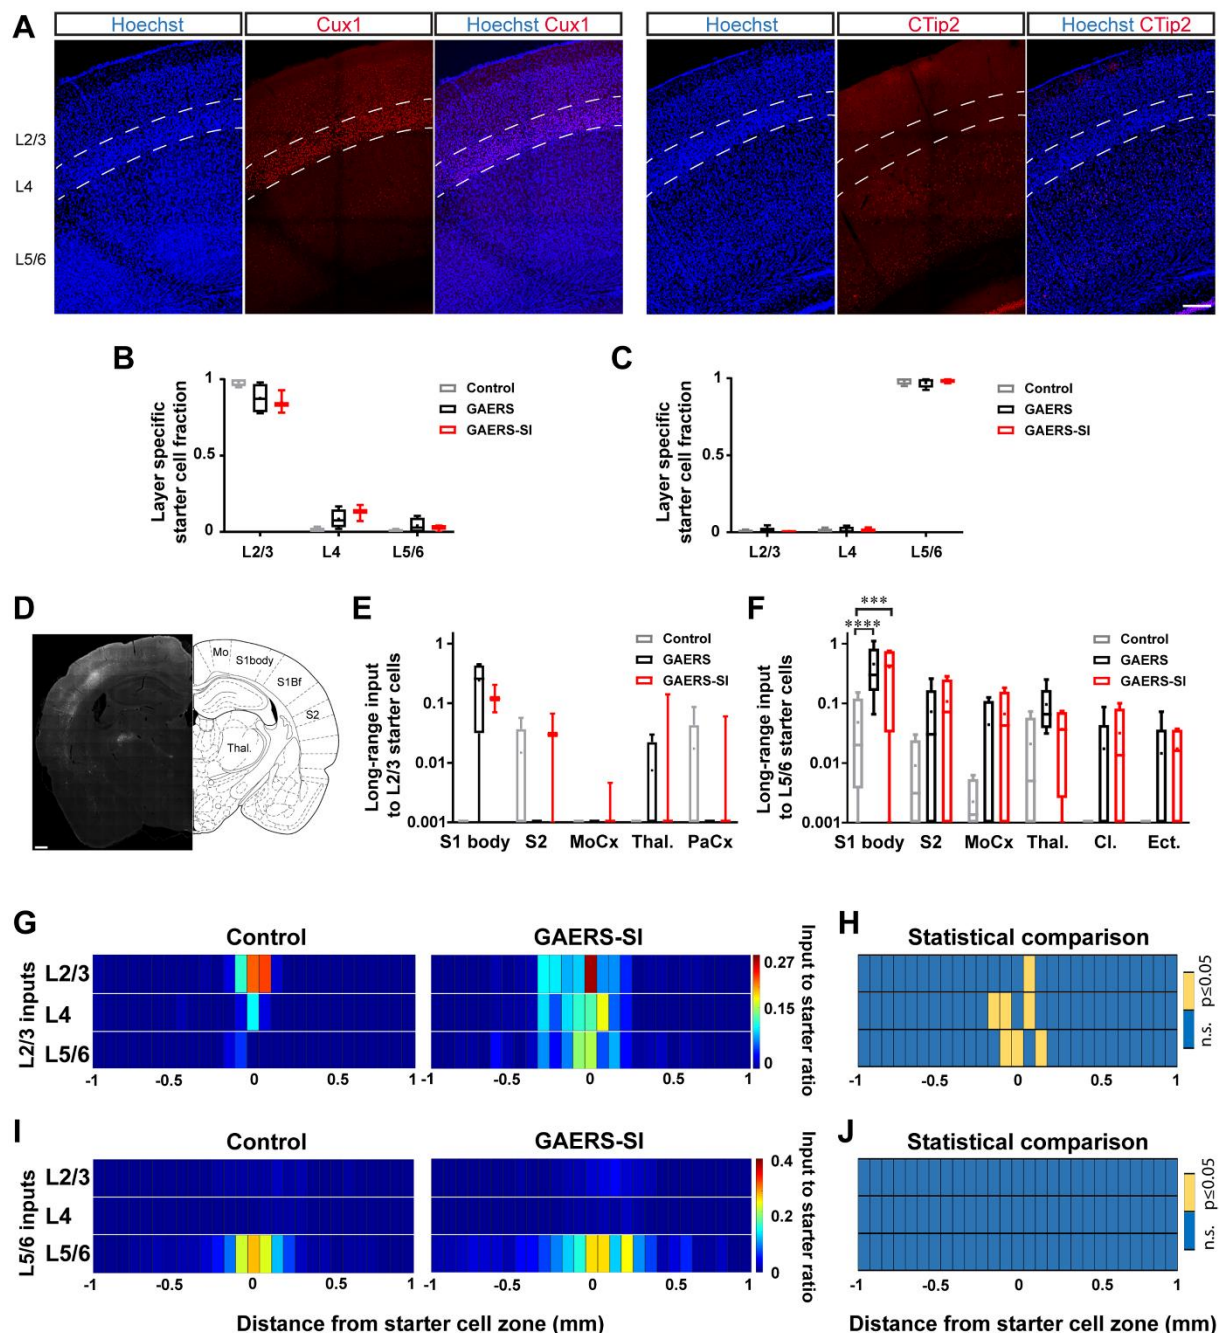 A
Hoechst Cux1 Hoechst Cux1 Hoechst CTip2 Hoechst CTip2
L2/3
L4
L5/6
B
Layer specific
starter cell fraction
1
0.5
0
L2/3 L4 L5/6
Control
GAERS
GAERS-SI
C
Layer specific
starter cell fraction
1
0.5
0
L2/3 L4 L5/6
Control
GAERS
GAERS-SI
D
Mo
S1body
S1Bf
S2
Thal.
E
Long-range input
to L2/3 starter cells
1
0.1
0.01
0.001
S1 body S2 MoCx Thal. PaCx
Control
GAERS
GAERS-SI
F
Long-range input
to L5/6 starter cells
1
0.1
0.01
0.001
***
****
S1 body S2 MoCx Thal. Cl. Ect.
Control
GAERS
GAERS-SI
G
Control GAERS-SI
L2/3 inputs
L2/3
L4
L5/6
-1 -0.5 0 0.5 1
-1 -0.5 0 0.5 1
Input to starter ratio
0.27
0.15
0
H
Statistical comparison
-1 -0.5 0 0.5 1
n.s. p≤0.05
I
Control GAERS-SI
L5/6 inputs
L2/3
L4
L5/6
-1 -0.5 0 0.5 1
-1 -0.5 0 0.5 1
Input to starter ratio
0.4
0.2
0
J
Statistical comparison
-1 -0.5 0 0.5 1
n.s. p≤0.05
Distance from starter cell zone (mm) Distance from starter cell zone (mm)